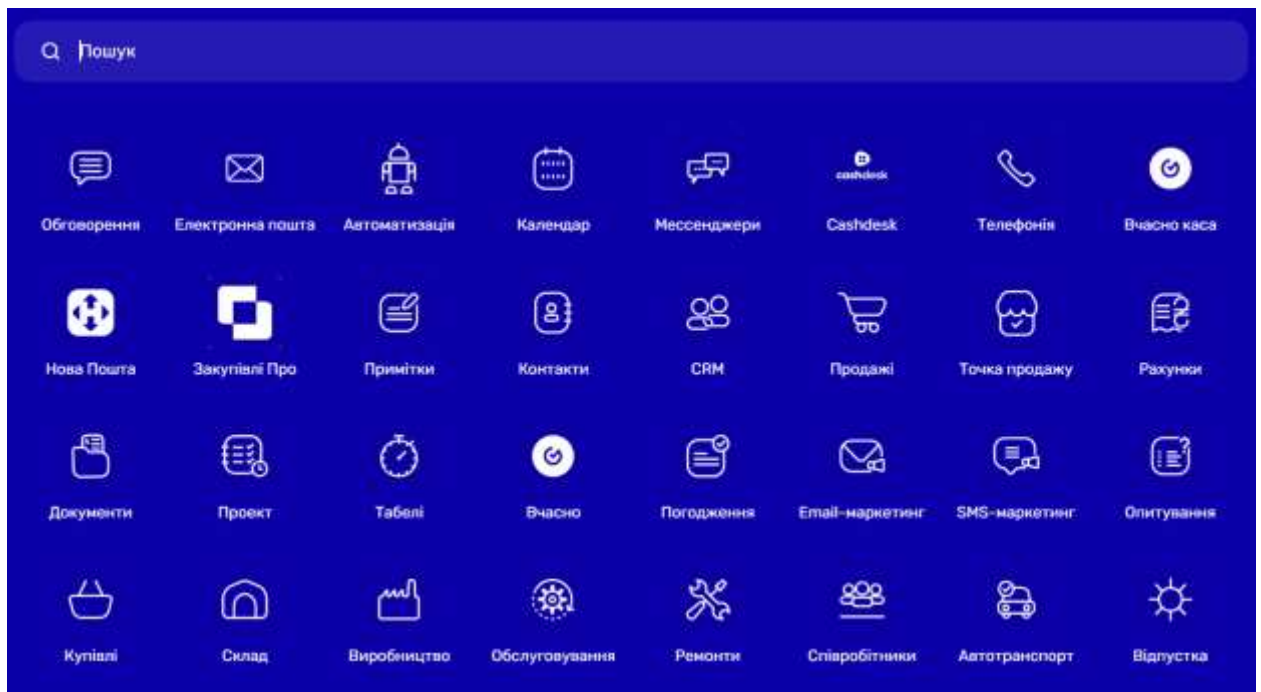 Пошук
cashdesk
Обговорення Електронна пошта Автоматизація Календар Мессенджери Cashdesk Телефонія Вчасно каса
Нова Пошта Закупівлі Про Примітки Контакти CRM Продажі Точка продажу Рахунки
Документи Проект Табелі Вчасно Погодження Email-маркетинг SMS-маркетинг Опитування
Купівлі Склад Виробництво Обслуговування Ремонти Співробітники Автотранспорт Відпустка